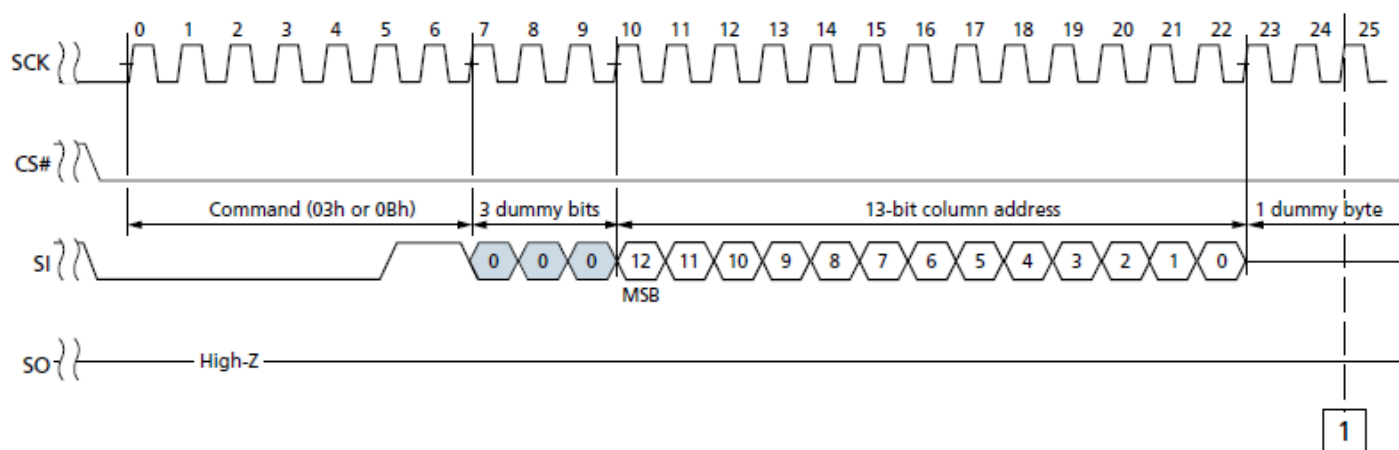 0 1 2 3 4 5 6 7 8 9 10 11 12 13 14 15 16 17 18 19 20 21 22 23 24 25
SCK
CS#
Command (03h or 0Bh) 3 dummy bits 13-bit column address 1 dummy byte
SI 0 0 0 12 11 10 9 8 7 6 5 4 3 2 1 0
MSB
SO High-Z
1